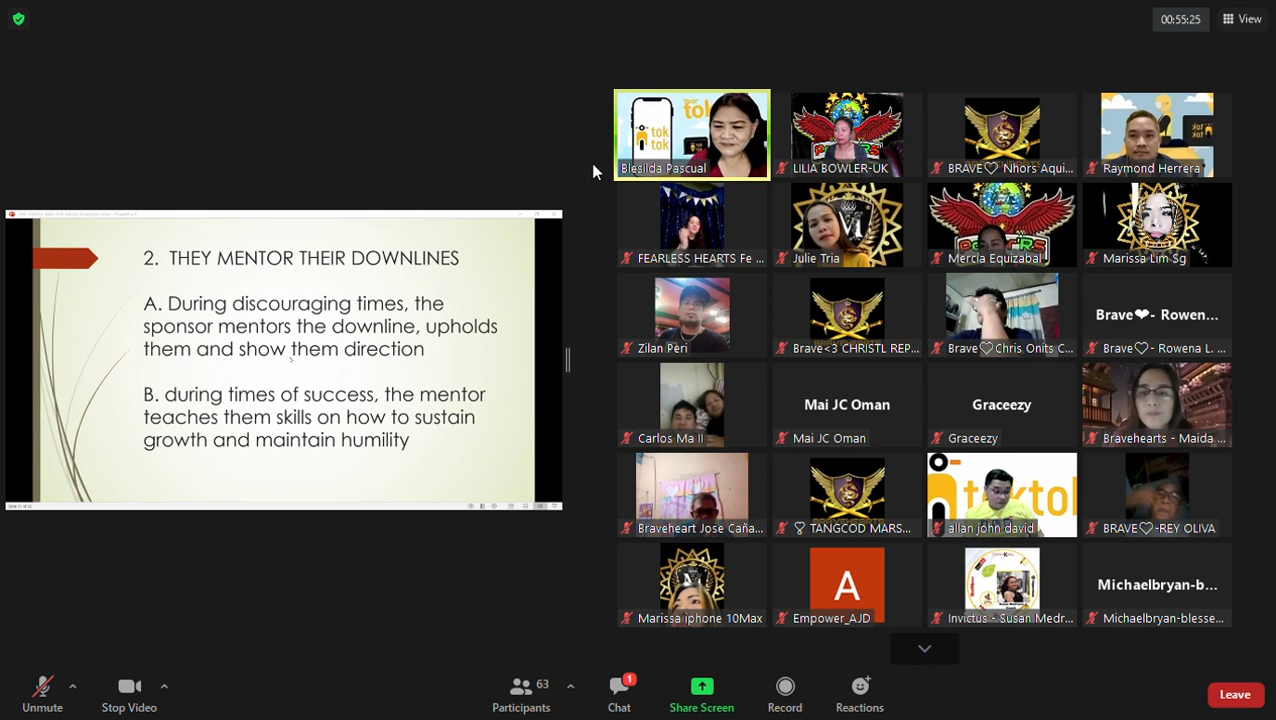 00:55:25
View
2. THEY MENTOR THEIR DOWNLINES
A. During discouraging times, the
sponsor mentors the downline, upholds
them and show them direction
B. during times of success, the mentor
teaches them skills on how to sustain
growth and maintain humility
tok
tok
tok
Blesilda Pascual
LILIA BOWLER-UK
BRAVE♡ Nhors Aqui...
Raymond Herrera
FEARLESS HEARTS Fe ...
Julie Tria
Mercia Equizabal
Marissa Lim Sg
Zilan Peri
Brave<3 CHRISTL REP...
Brave♡Chris Onits C...
Brave❤- Rowen...
Brave♡ - Rowena L. ...
Carlos Ma II
Mai JC Oman
Mai JC Oman
Graceezy
Graceezy
Bravehearts - Maida ...
Braveheart Jose Caña...
TANGCOD MARS...
toktok
allan john david
BRAVE♡-REY OLIVA
Marissa iphone 10Max
A
Empower_AJD
Invictus - Susan Medr...
Michaelbryan-b...
Michaelbryan-blesse...
Unmute
Stop Video
63
Participants
1
Chat
Share Screen
Record
Reactions
Leave